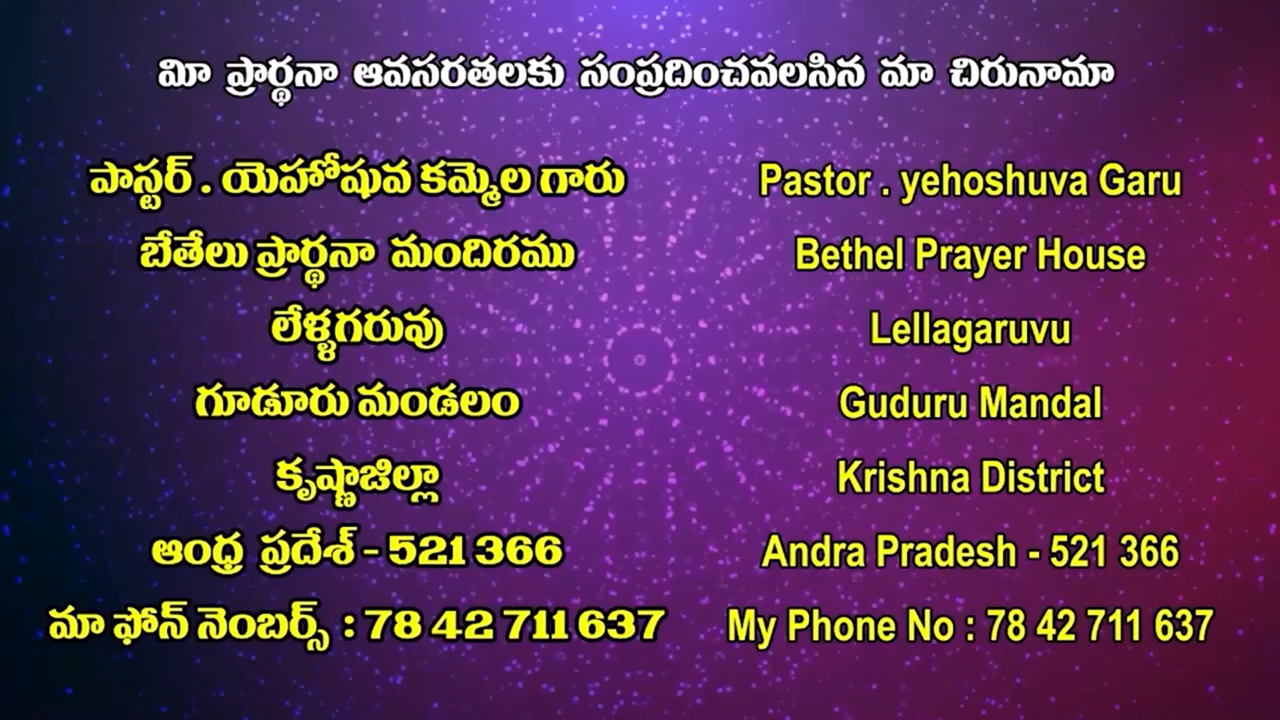 మీ ప్రార్థనా ఆవసరతలకు సంప్రదించవలసిన మా చిరునామా
పాస్టర్ . యెహోషువ కమ్మెల గారు
బేతేలు ప్రార్థనా మందిరము
లేళ్ళగరువు
గూడూరు మండలం
కృష్ణాజిల్లా
ఆంధ్ర ప్రదేశ్ - 521 366
మా ఫోన్ నెంబర్స్ : 78 42 711 637
Pastor . yehoshuva Garu
Bethel Prayer House
Lellagaruvu
Guduru Mandal
Krishna District
Andra Pradesh - 521 366
My Phone No : 78 42 711 637